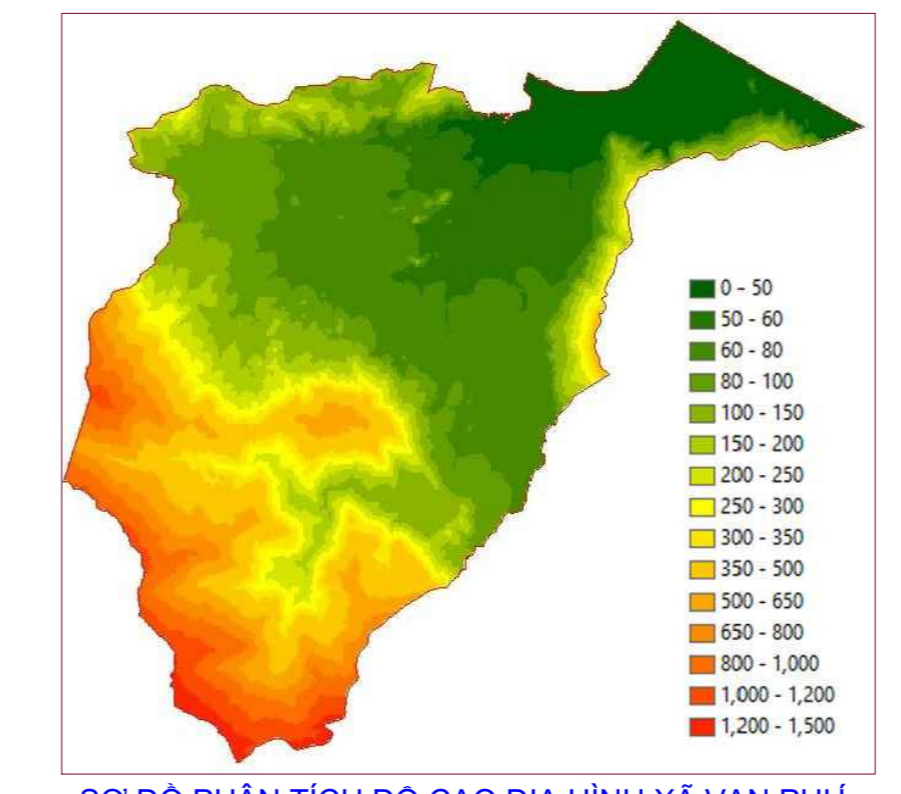 0 - 50
50 - 60
60 - 80
80 - 100
100 - 150
150 - 200
200 - 250
250 - 300
300 - 350
350 - 500
500 - 650
650 - 800
800 - 1,000
1,000 - 1,200
1,200 - 1,500
SƠ ĐỒ PHÂN TÍCH ĐỘ CAO ĐỊA HÌNH XÃ VẠN PHÚ